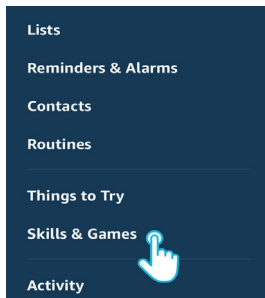 Lists
Reminders & Alarms
Contacts
Routines
Things to Try
Skills & Games
Activity